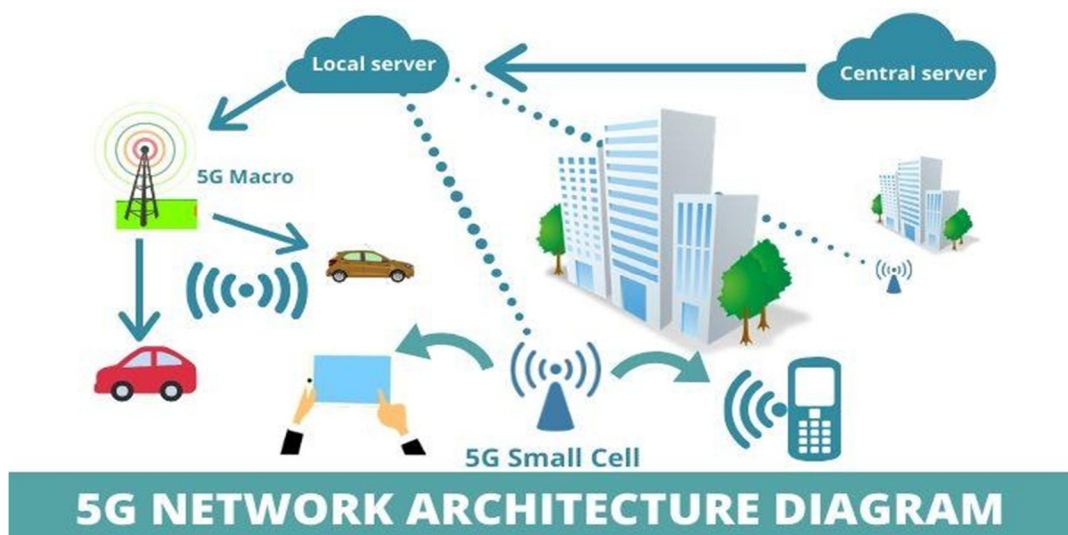 Local server
Central server
5G Macro
5G Small Cell
5G NETWORK ARCHITECTURE DIAGRAM